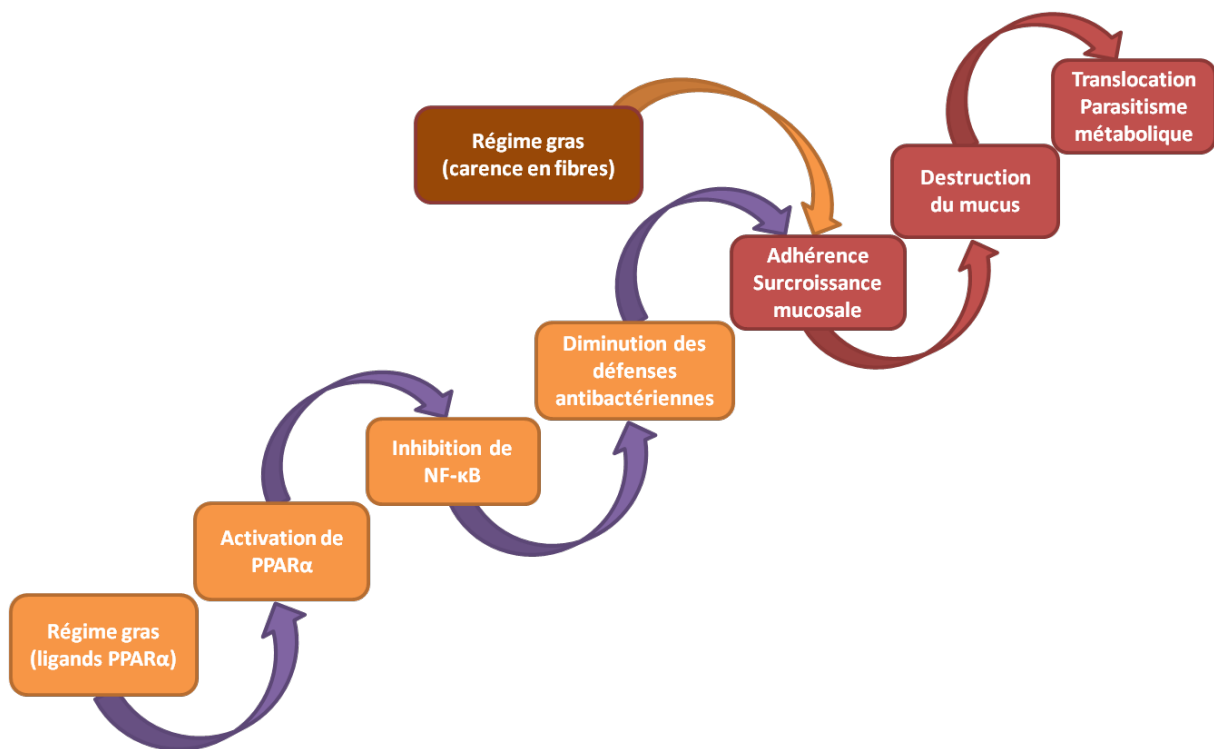 Translocation
Parasitisme
métabolique
Régime gras
(carence en fibres)
Destruction
du mucus
Adhérence
Surcroissance
mucosale
Diminution des
défenses
antibactériennes
Inhibition de
NF-κB
Activation de
PPARα
Régime gras
(ligands PPARα)